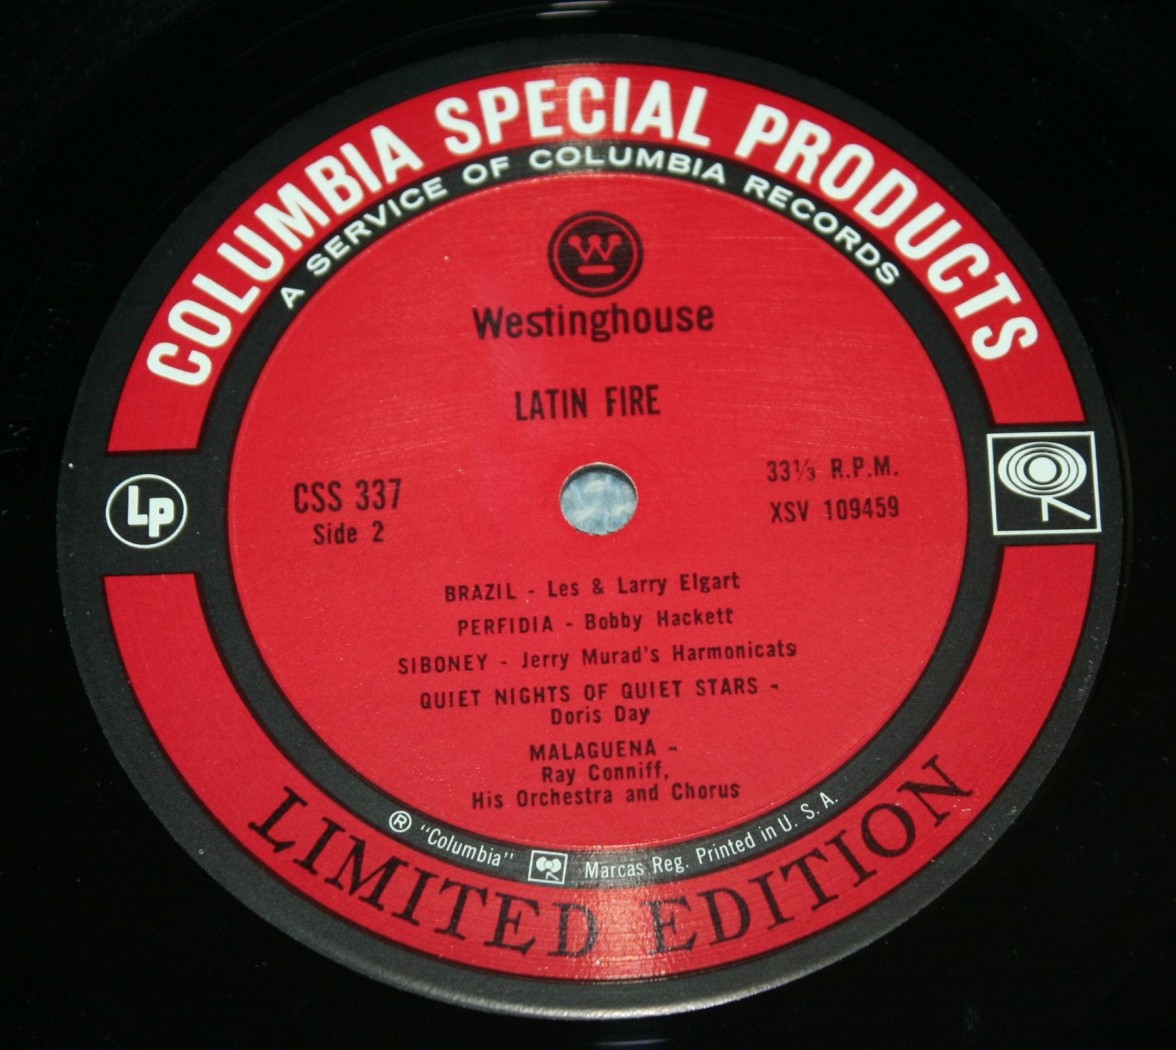 COLUMBIA SPECIAL PRODUCTS
A SERVICE OF COLUMBIA RECORDS
W
Westinghouse
LATIN FIRE
LP
CSS 337
Side 2
33⅓ R.P.M.
XSV 109459
BRAZIL - Les & Larry Elgart
PERFIDIA - Bobby Hackett
SIBONEY - Jerry Murad's Harmonicats
QUIET NIGHTS OF QUIET STARS -
Doris Day
MALAGUENA -
Ray Conniff,
His Orchestra and Chorus
® "Columbia" Marcas Reg. Printed in U. S. A.
LIMITED EDITION